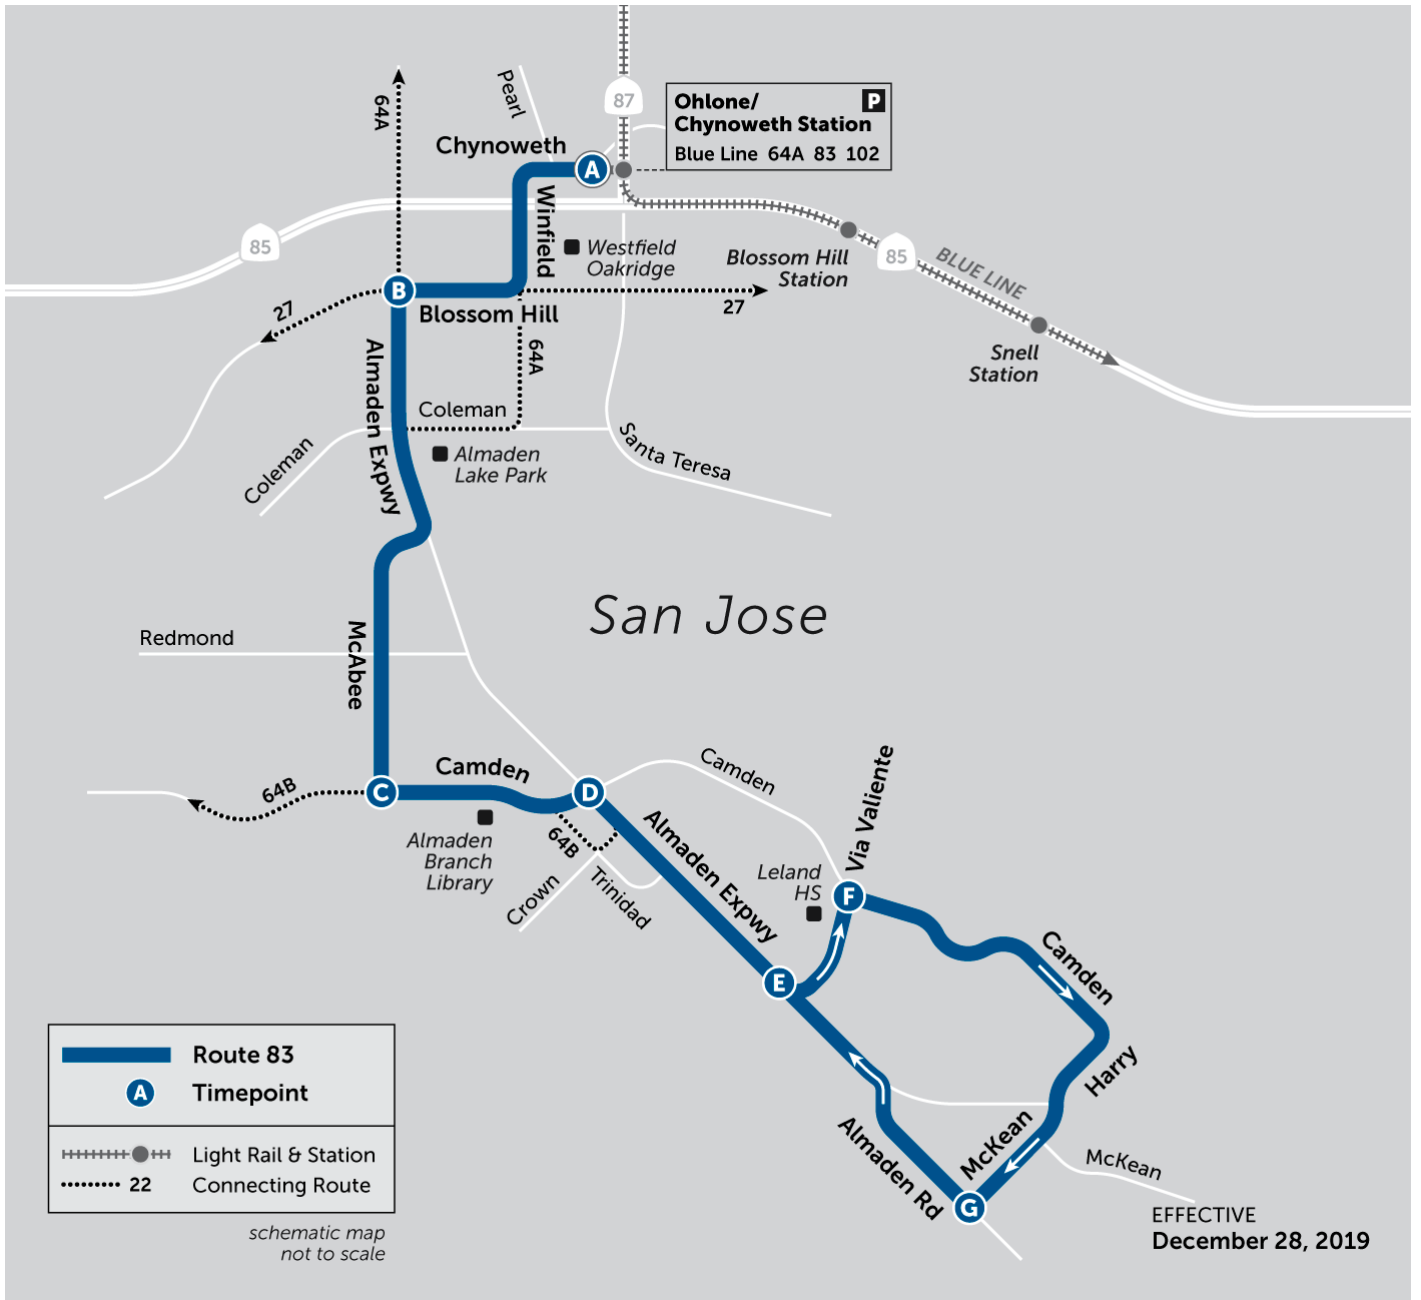 Pearl
64A
87
Ohlone/ P
Chynoweth Station
Blue Line 64A 83 102
Chynoweth
A
Winfield
85
Westfield
Oakridge
Blossom Hill
Station
85
BLUE LINE
B
27
Blossom Hill
27
Snell
Station
64A
Almaden Expwy
Coleman
Coleman
Almaden
Lake Park
Santa Teresa
San Jose
Redmond
McAbee
Camden
Camden
64B
C
D
Via Valiente
Almaden
Branch
Library
64B
Almaden Expwy
Crown
Trinidad
Leland
HS
F
Camden
E
Harry
Route 83
A
Timepoint
Light Rail & Station
22
Connecting Route
schematic map
not to scale
Almaden Rd
McKean
McKean
G
EFFECTIVE
December 28, 2019